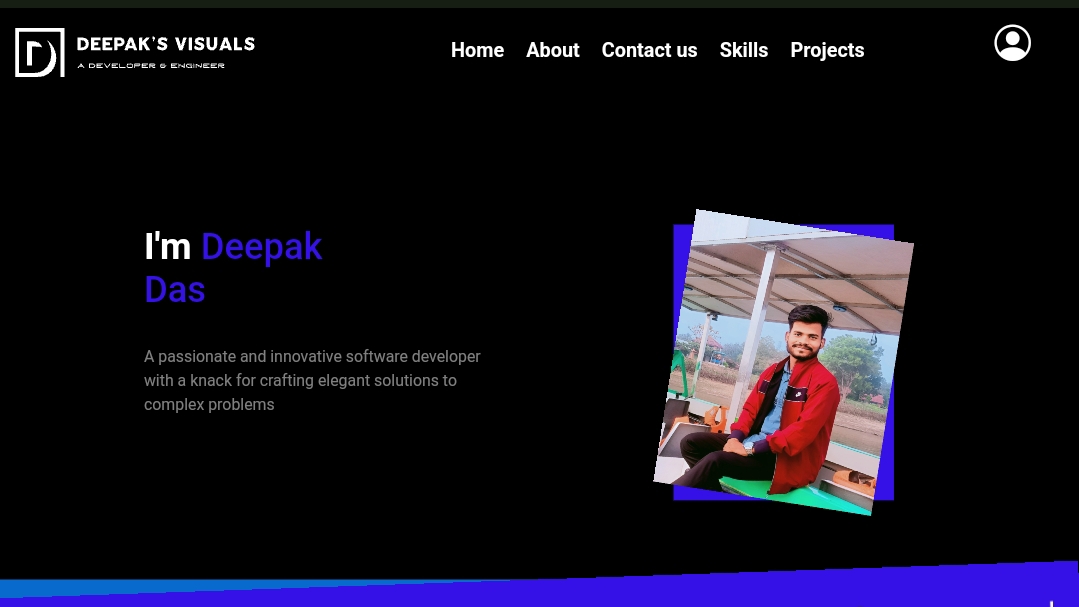 DEEPAK'S VISUALS
A DEVELOPER & ENGINEER
Home About Contact us Skills Projects
I'm Deepak
Das
A passionate and innovative software developer
with a knack for crafting elegant solutions to
complex problems